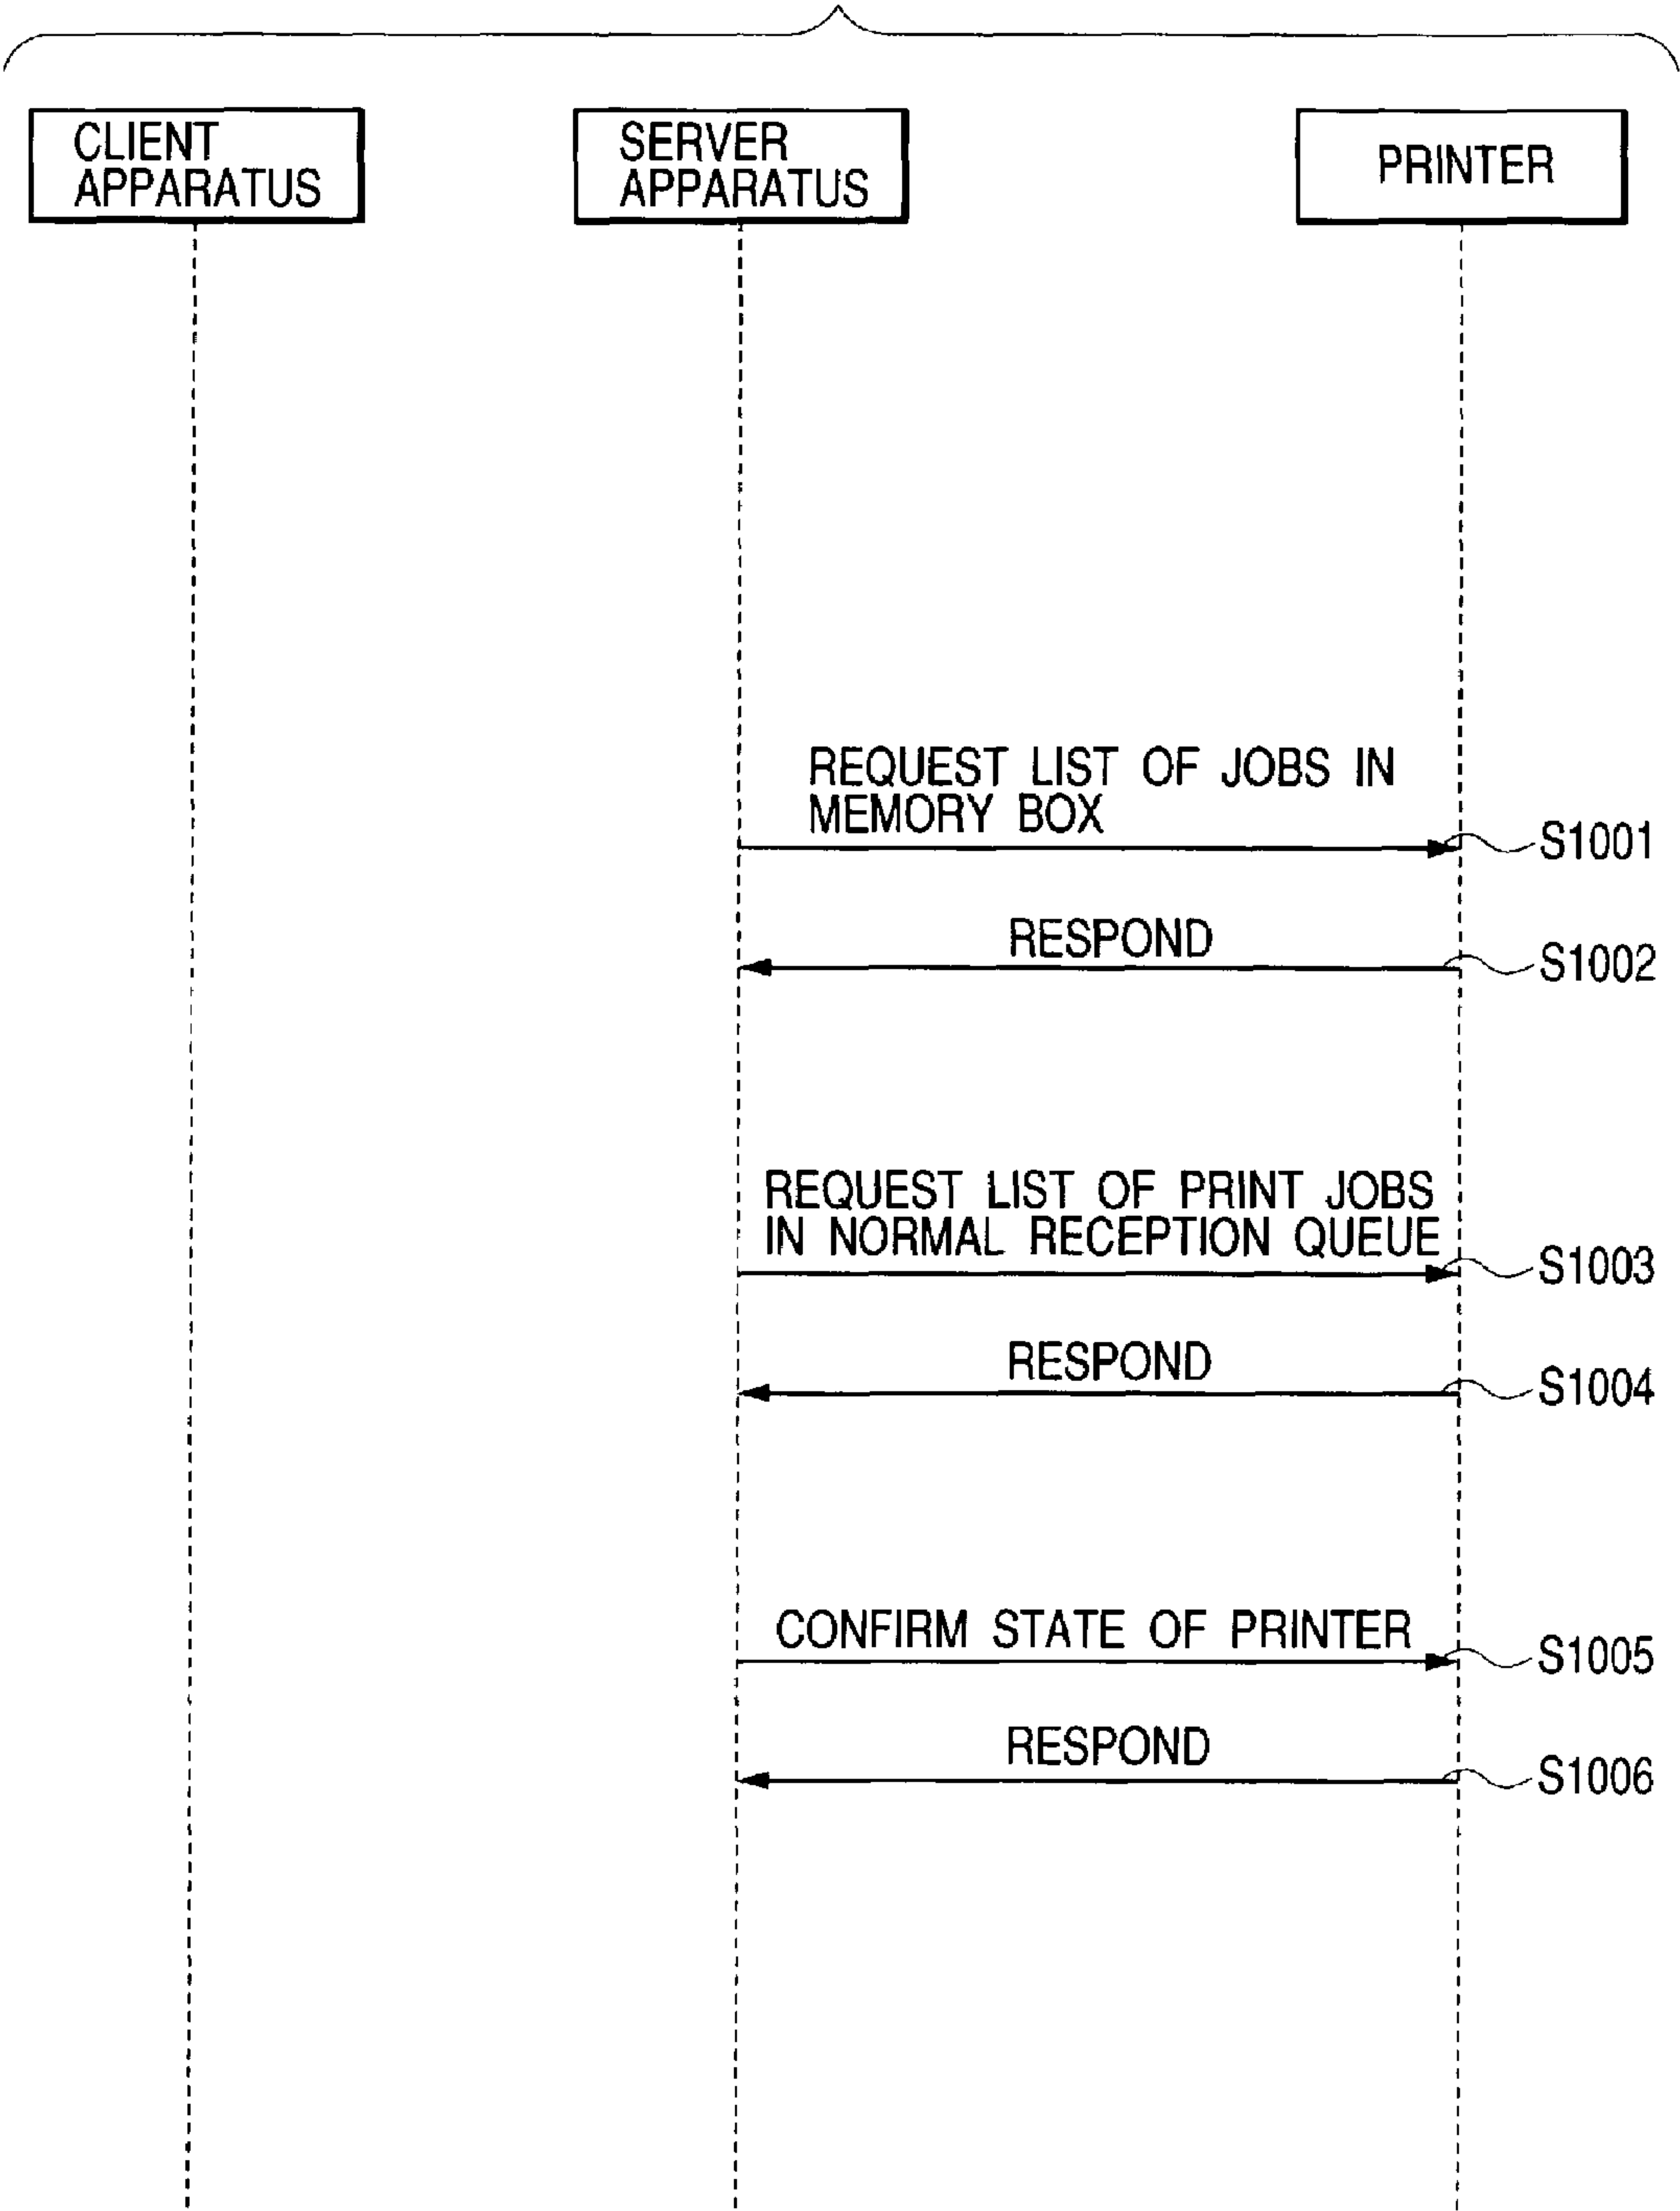 CLIENT
APPARATUS
SERVER
APPARATUS
PRINTER
REQUEST LIST OF JOBS IN
MEMORY BOX
S1001
RESPOND
S1002
REQUEST LIST OF PRINT JOBS
IN NORMAL RECEPTION QUEUE
S1003
RESPOND
S1004
CONFIRM STATE OF PRINTER
S1005
RESPOND
S1006